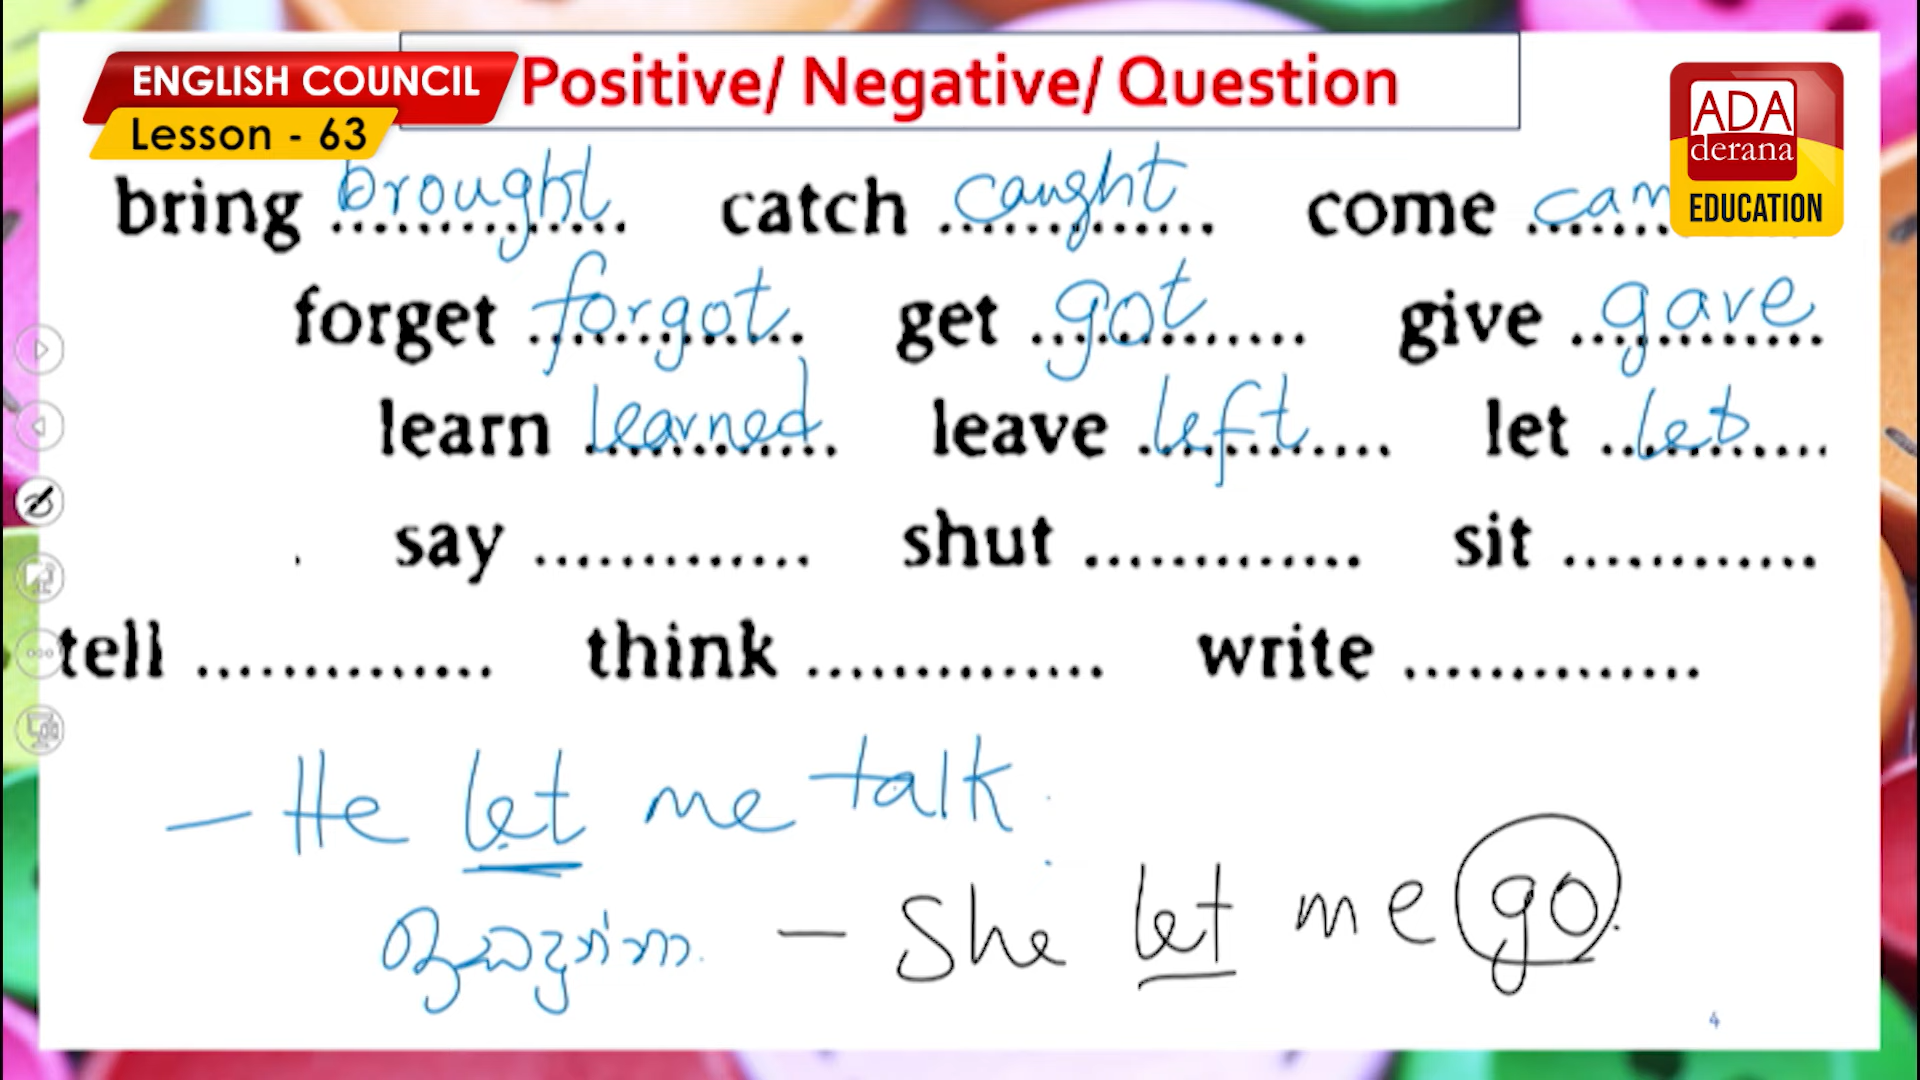 Positive/ Negative/ Question
ENGLISH COUNCIL
Lesson - 63
ADA
derana
EDUCATION
bring brought catch caught come cam
forget forgot get got give gave
learn learned leave left let let
say ............. shut ............. sit ............
tell .............. think .............. write ..............
- He let me talk.
- She let me go.
4